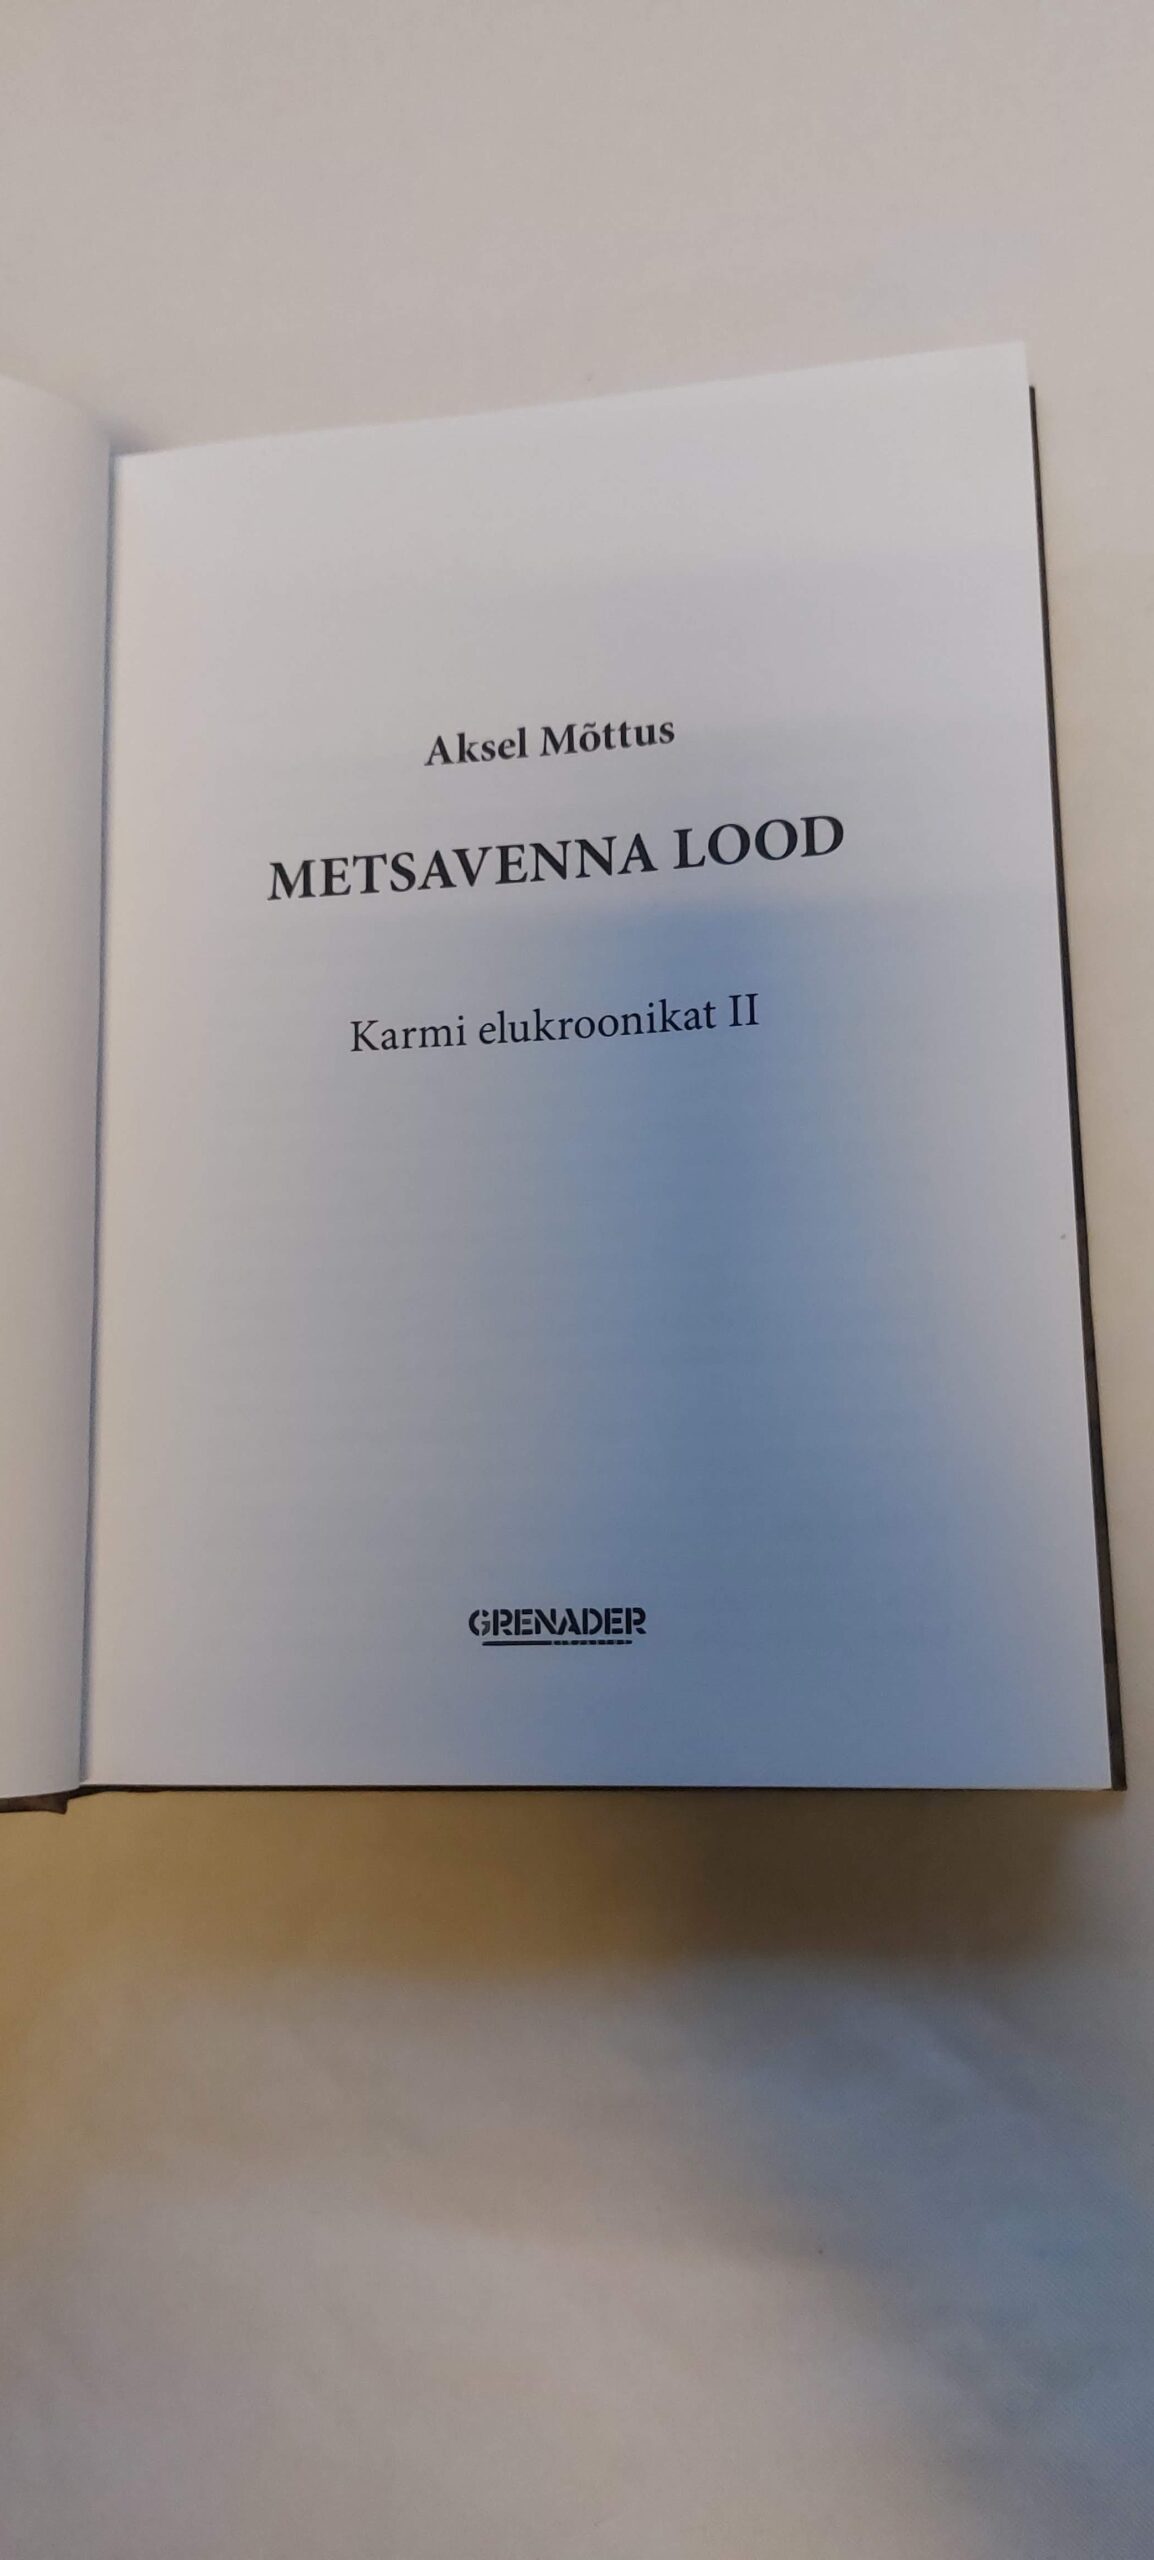 Aksel Mõttus
METSAVENNA LOOD
Karmi elukroonikat II
GRENADER